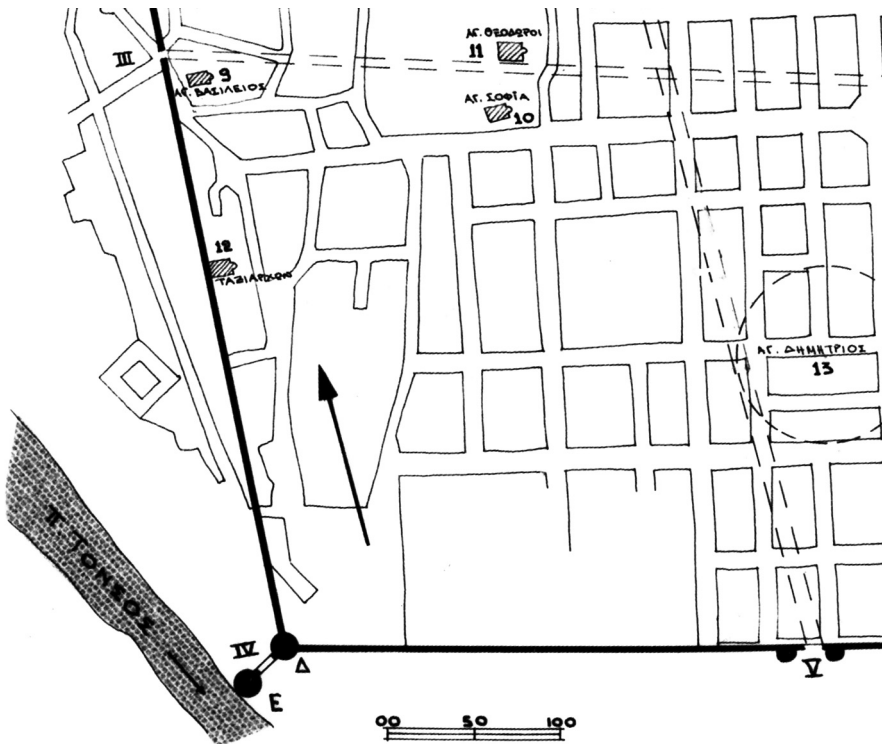 ΑΓ. ΘΕΟΔΩΡΟΙ
11
III
9
ΑΓ. ΒΑΣΙΛΕΙΟΣ
ΑΓ. ΣΟΦΙΑ
10
12
ΤΑΞΙΑΡΧΩΝ
ΑΓ. ΔΗΜΗΤΡΙΟΣ
13
Π ΤΟΝΣΟΣ
IV
Δ
Ε
V
00 50 100